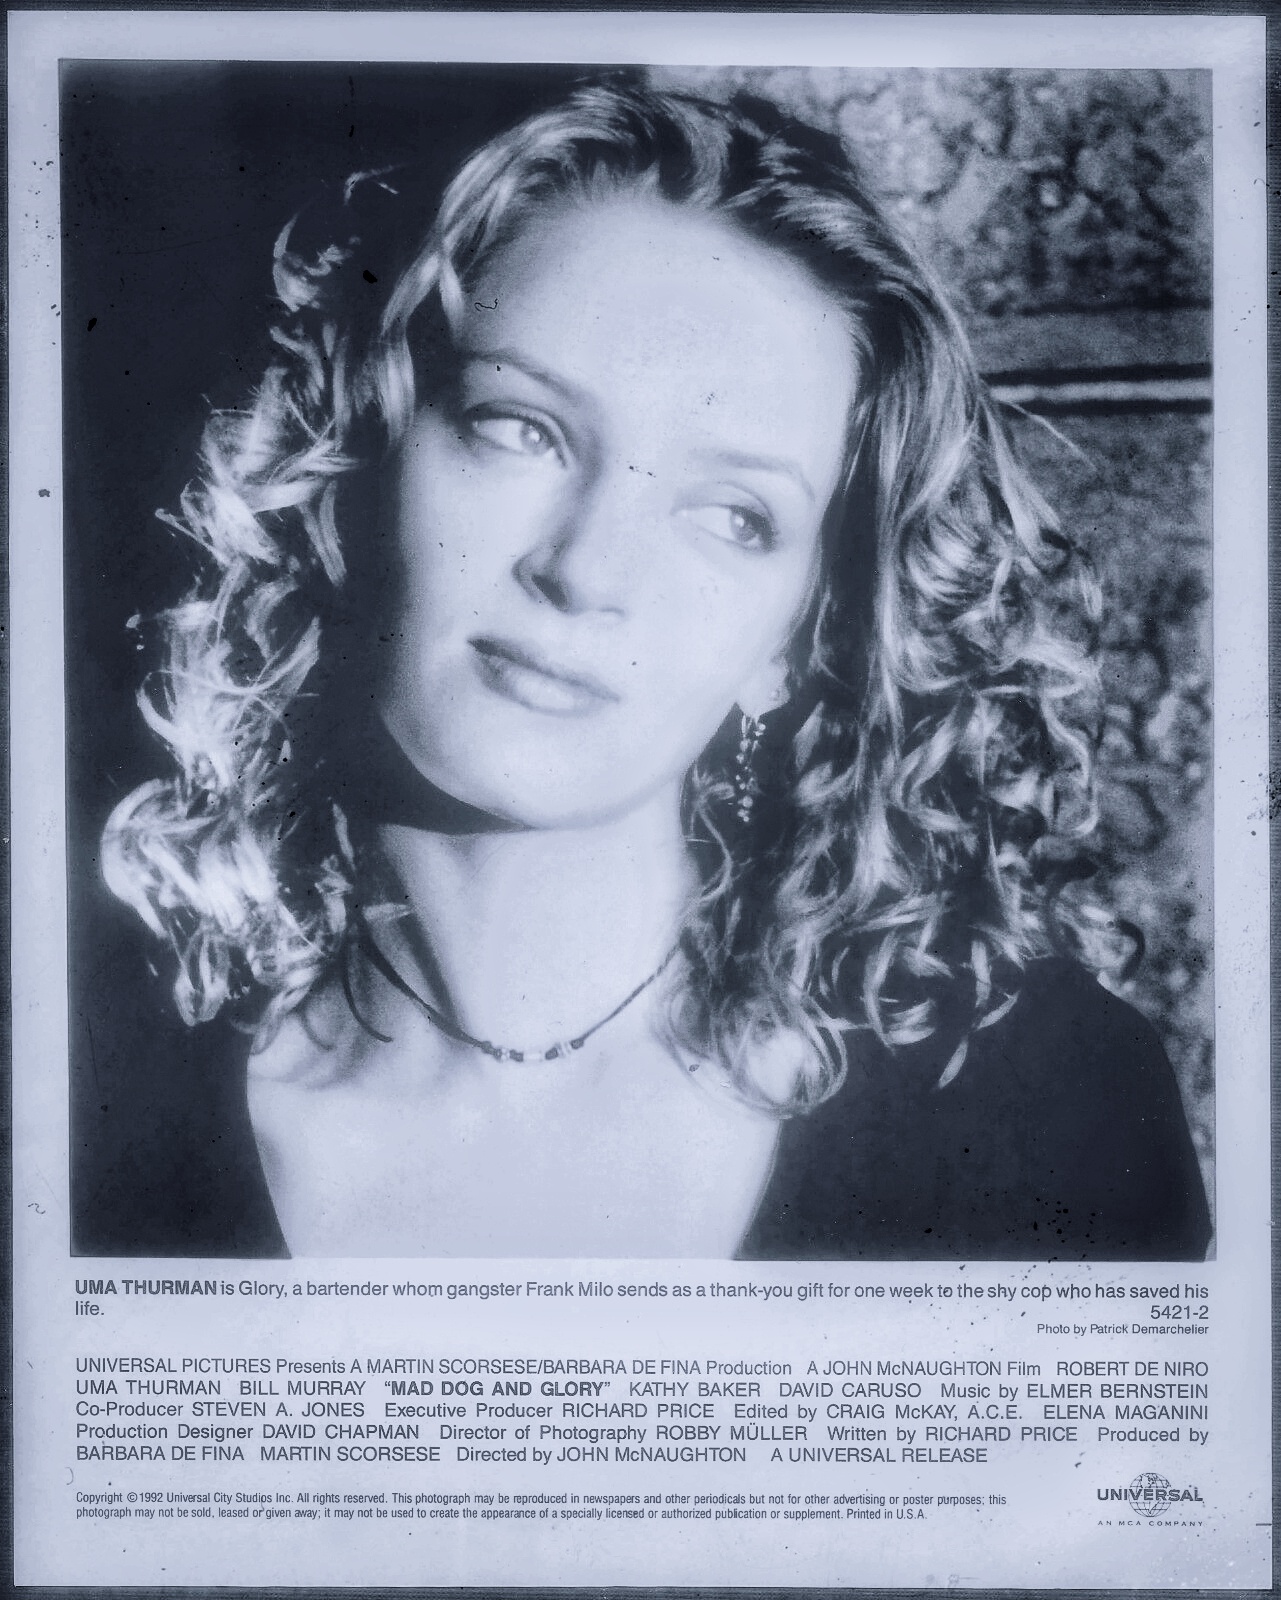 UMA THURMAN is Glory, a bartender whom gangster Frank Milo sends as a thank-you gift for one week to the shy cop who has saved his
life.
5421-2
Photo by Patrick Demarchelier
UNIVERSAL PICTURES Presents A MARTIN SCORSESE/BARBARA DE FINA Production A JOHN McNAUGHTON Film ROBERT DE NIRO
UMA THURMAN BILL MURRAY "MAD DOG AND GLORY" KATHY BAKER DAVID CARUSO Music by ELMER BERNSTEIN
Co-Producer STEVEN A. JONES Executive Producer RICHARD PRICE Edited by CRAIG McKAY, A.C.E. ELENA MAGANINI
Production Designer DAVID CHAPMAN Director of Photography ROBBY MÜLLER Written by RICHARD PRICE Produced by
BARBARA DE FINA MARTIN SCORSESE Directed by JOHN McNAUGHTON A UNIVERSAL RELEASE
Copyright ©1992 Universal City Studios Inc. All rights reserved. This photograph may be reproduced in newspapers and other periodicals but not for other advertising or poster purposes; this
photograph may not be sold, leased or given away; it may not be used to create the appearance of a specially licensed or authorized publication or supplement. Printed in U.S.A.
UNIVERSAL
AN MCA COMPANY